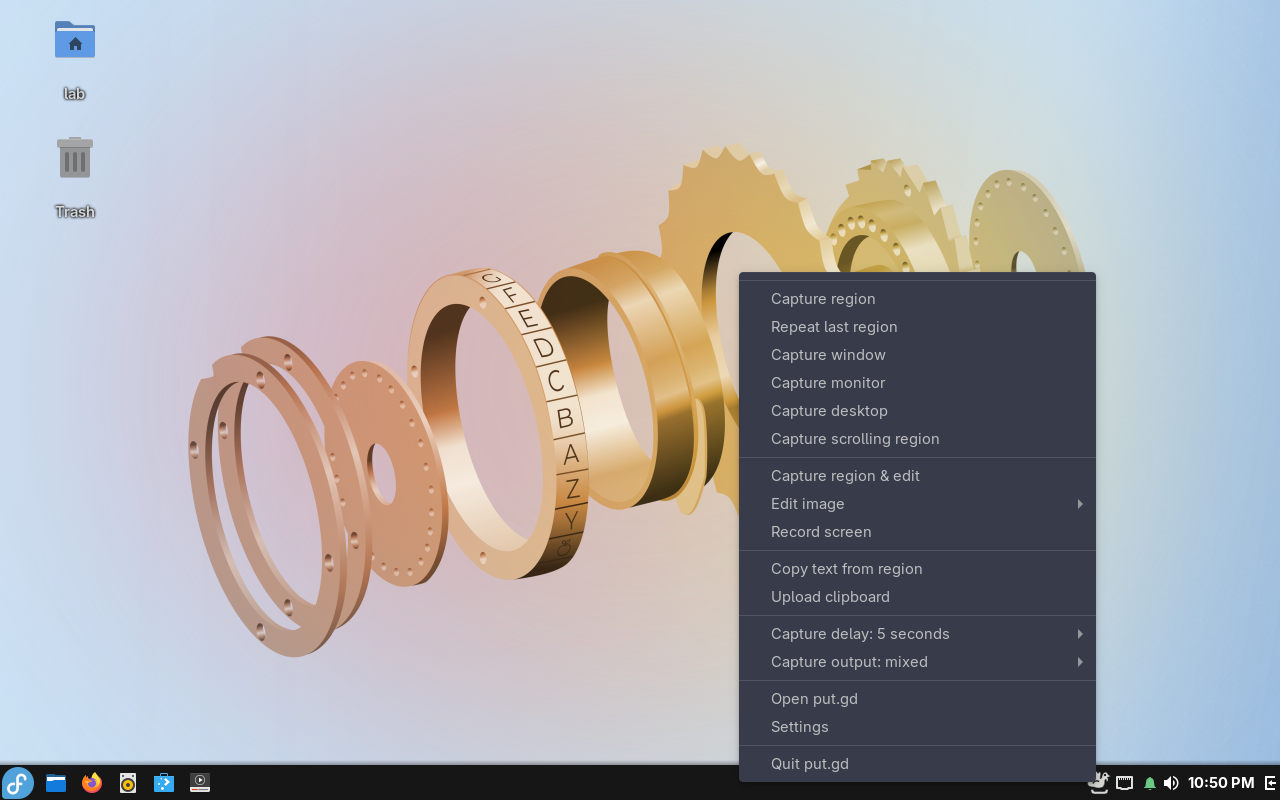 lab
Trash
G
F
E
D
C
B
A
Z
Y
Capture region
Repeat last region
Capture window
Capture monitor
Capture desktop
Capture scrolling region
Capture region & edit
Edit image
Record screen
Copy text from region
Upload clipboard
Capture delay: 5 seconds
Capture output: mixed
Open put.gd
Settings
Quit put.gd
10:50 PM